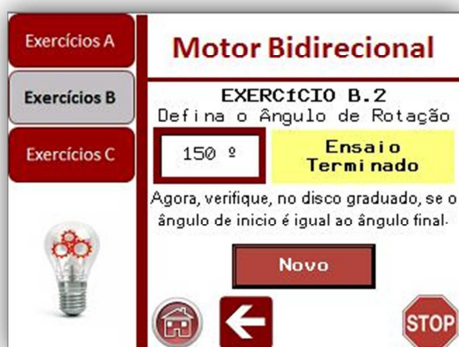 Exercícios A
Exercícios B
Exercícios C
Motor Bidirecional
EXERCíCIO B.2
Defina o Ângulo de Rotação
150 º
Ensaio
Terminado
Agora, verifique, no disco graduado, se o
ângulo de inicio é igual ao ângulo final.
Novo
STOP